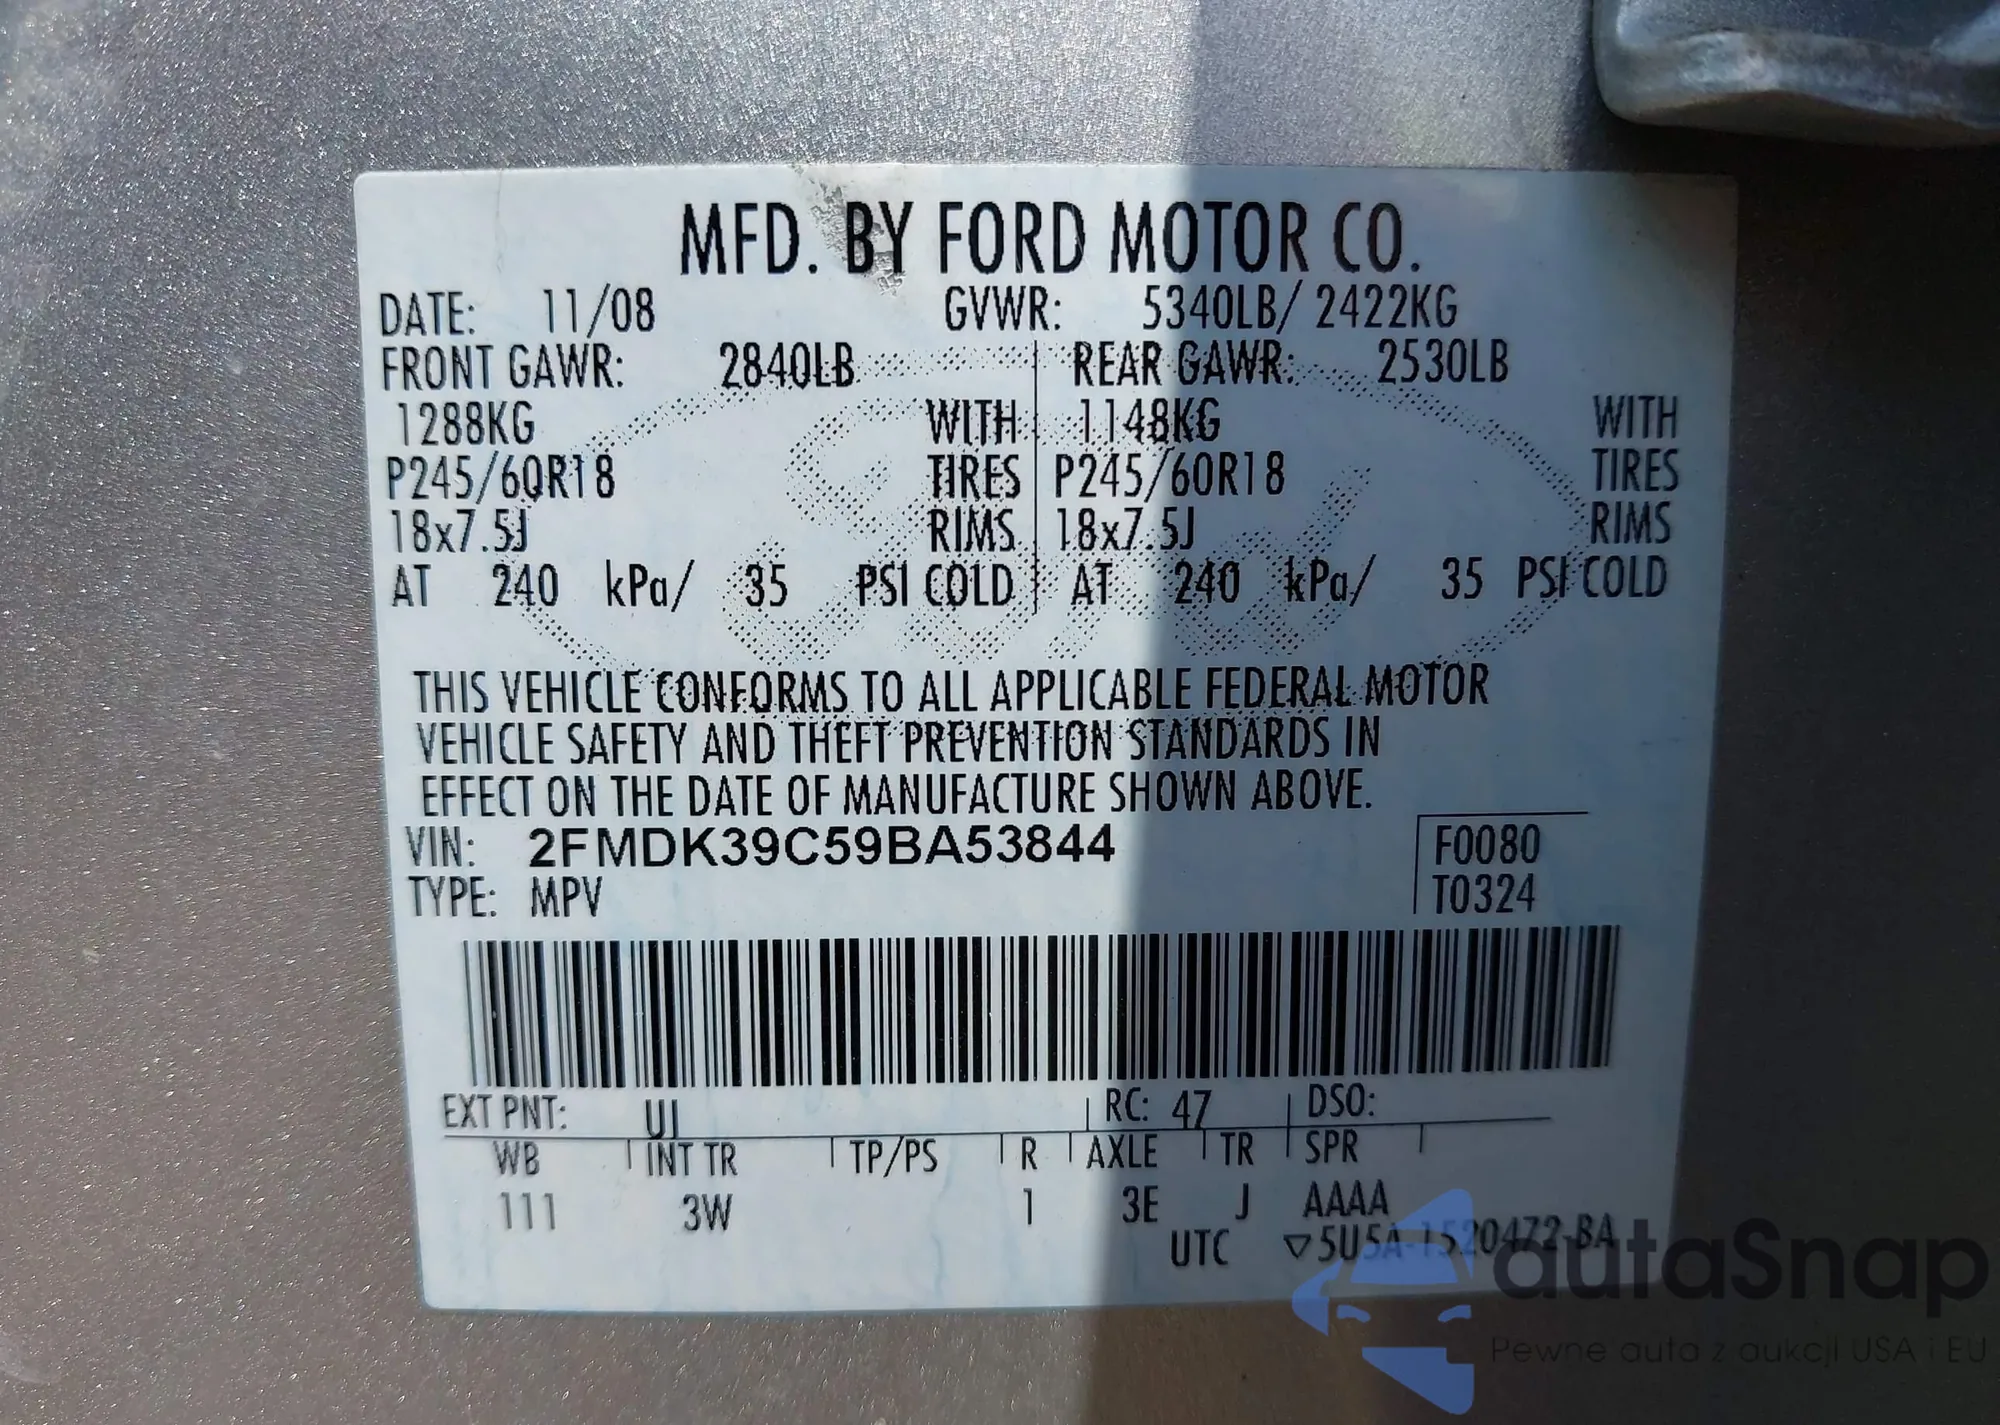 MFD. BY FORD MOTOR CO.
DATE: 11/08 GVWR: 5340LB/ 2422KG
FRONT GAWR: 2840LB REAR GAWR: 2530LB
1288KG WITH 1148KG WITH
P245/60R18 TIRES P245/60R18 TIRES
18x7.5J RIMS 18x7.5J RIMS
AT 240 kPa/ 35 PSI COLD AT 240 kPa/ 35 PSI COLD
THIS VEHICLE CONFORMS TO ALL APPLICABLE FEDERAL MOTOR
VEHICLE SAFETY AND THEFT PREVENTION STANDARDS IN
EFFECT ON THE DATE OF MANUFACTURE SHOWN ABOVE.
VIN: 2FMDK39C59BA53844 F0080
TYPE: MPV T0324
EXT PNT: UJ RC: 47 DSO:
WB INT TR TP/PS R AXLE TR SPR
111 3W 1 3E J AAAA
UTC ▽5U5A-1520472-BA
autoSnap
Pewne auta z aukcji USA i EU